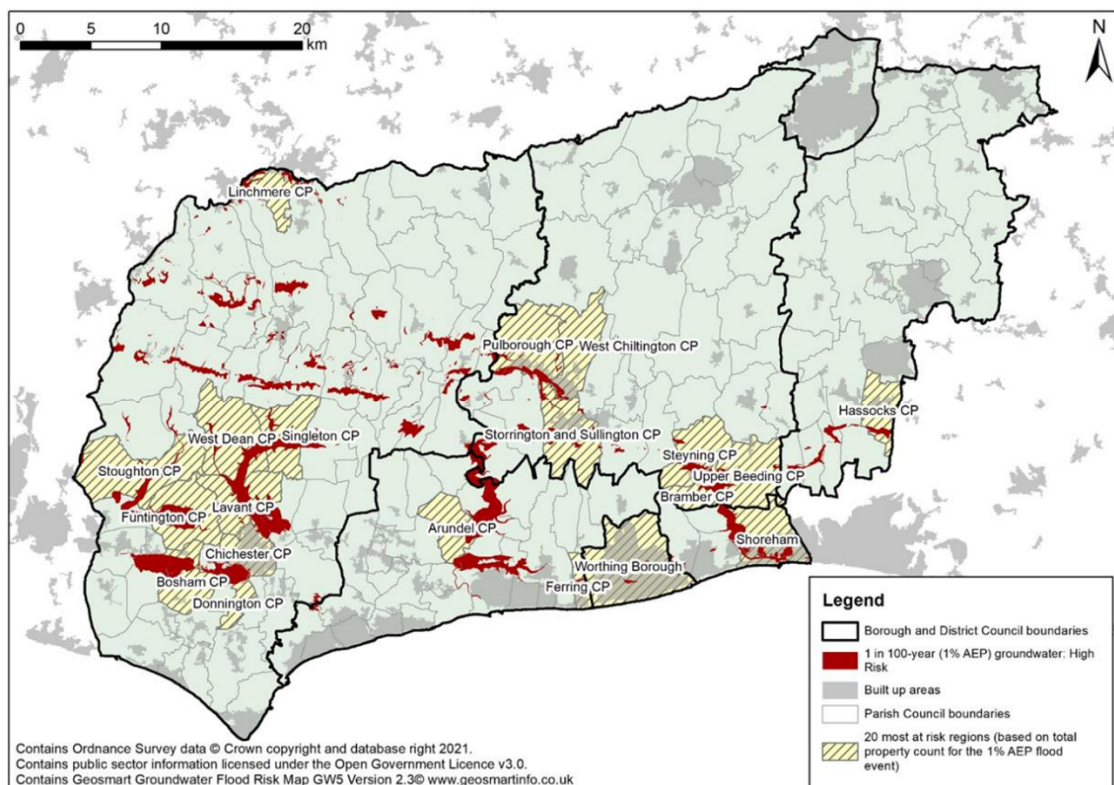 0 5 10 20
km
N
Linchmere CP
Pulborough CP
West Chiltington CP
Hassocks CP
West Dean CP
Singleton CP
Storrington and Sullington CP
Steyning CP
Stoughton CP
Upper Beeding CP
Bramber CP
Lavant CP
Funtington CP
Arundel CP
Shoreham
Chichester CP
Worthing Borough
Bosham CP
Ferring CP
Donnington CP
Legend
Borough and District Council boundaries
1 in 100-year (1% AEP) groundwater: High
Risk
Built up areas
Parish Council boundaries
20 most at risk regions (based on total
property count for the 1% AEP flood
event)
Contains Ordnance Survey data © Crown copyright and database right 2021.
Contains public sector information licensed under the Open Government Licence v3.0.
Contains Geosmart Groundwater Flood Risk Map GW5 Version 2.3© www.geosmartinfo.co.uk